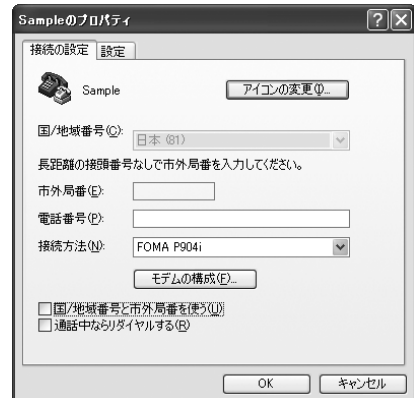 Sampleのプロパティ
接続の設定 設定
Sample
アイコンの変更(I)...
国/地域番号(C):
日本 (81)
長距離の接頭番号なしで市外局番を入力してください。
市外局番(E):
電話番号(P):
接続方法(N):
FOMA P904i
モデムの構成(F)...
国/地域番号と市外局番を使う(U)
通話中ならリダイヤルする(R)
OK キャンセル